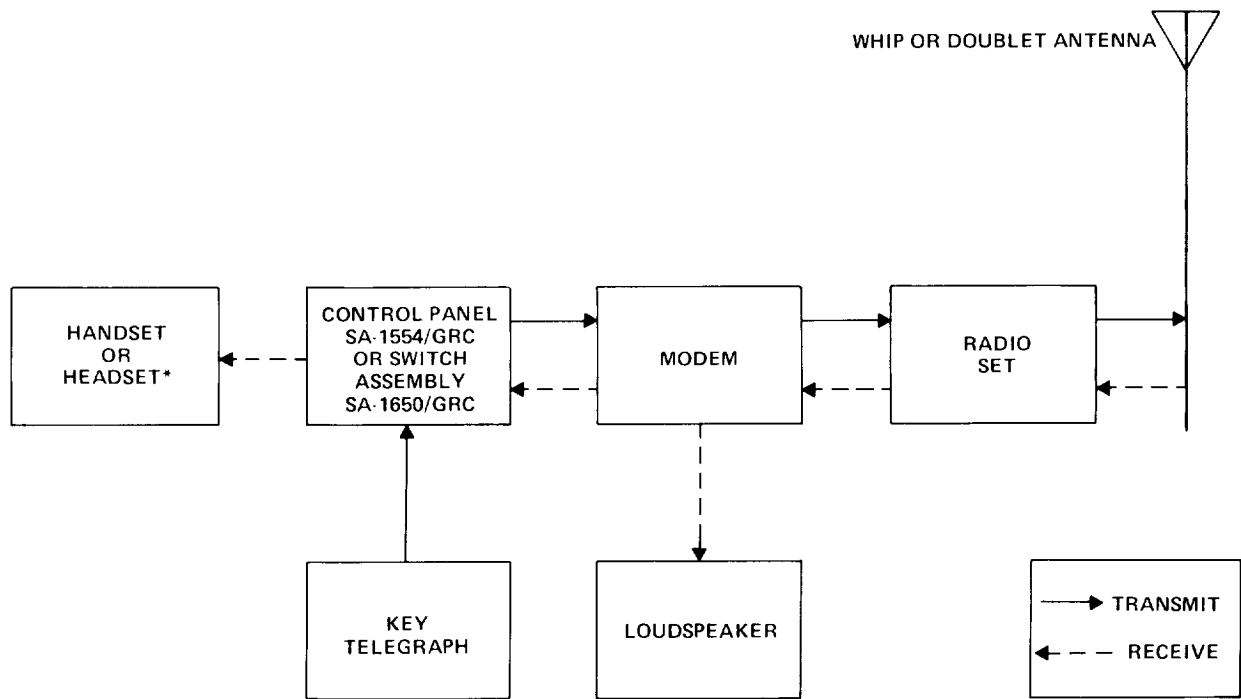 WHIP OR DOUBLET ANTENNA
HANDSET
OR
HEADSET*
CONTROL PANEL
SA-1554/GRC
OR SWITCH
ASSEMBLY
SA-1650/GRC
MODEM
RADIO
SET
KEY
TELEGRAPH
LOUDSPEAKER
TRANSMIT
RECEIVE